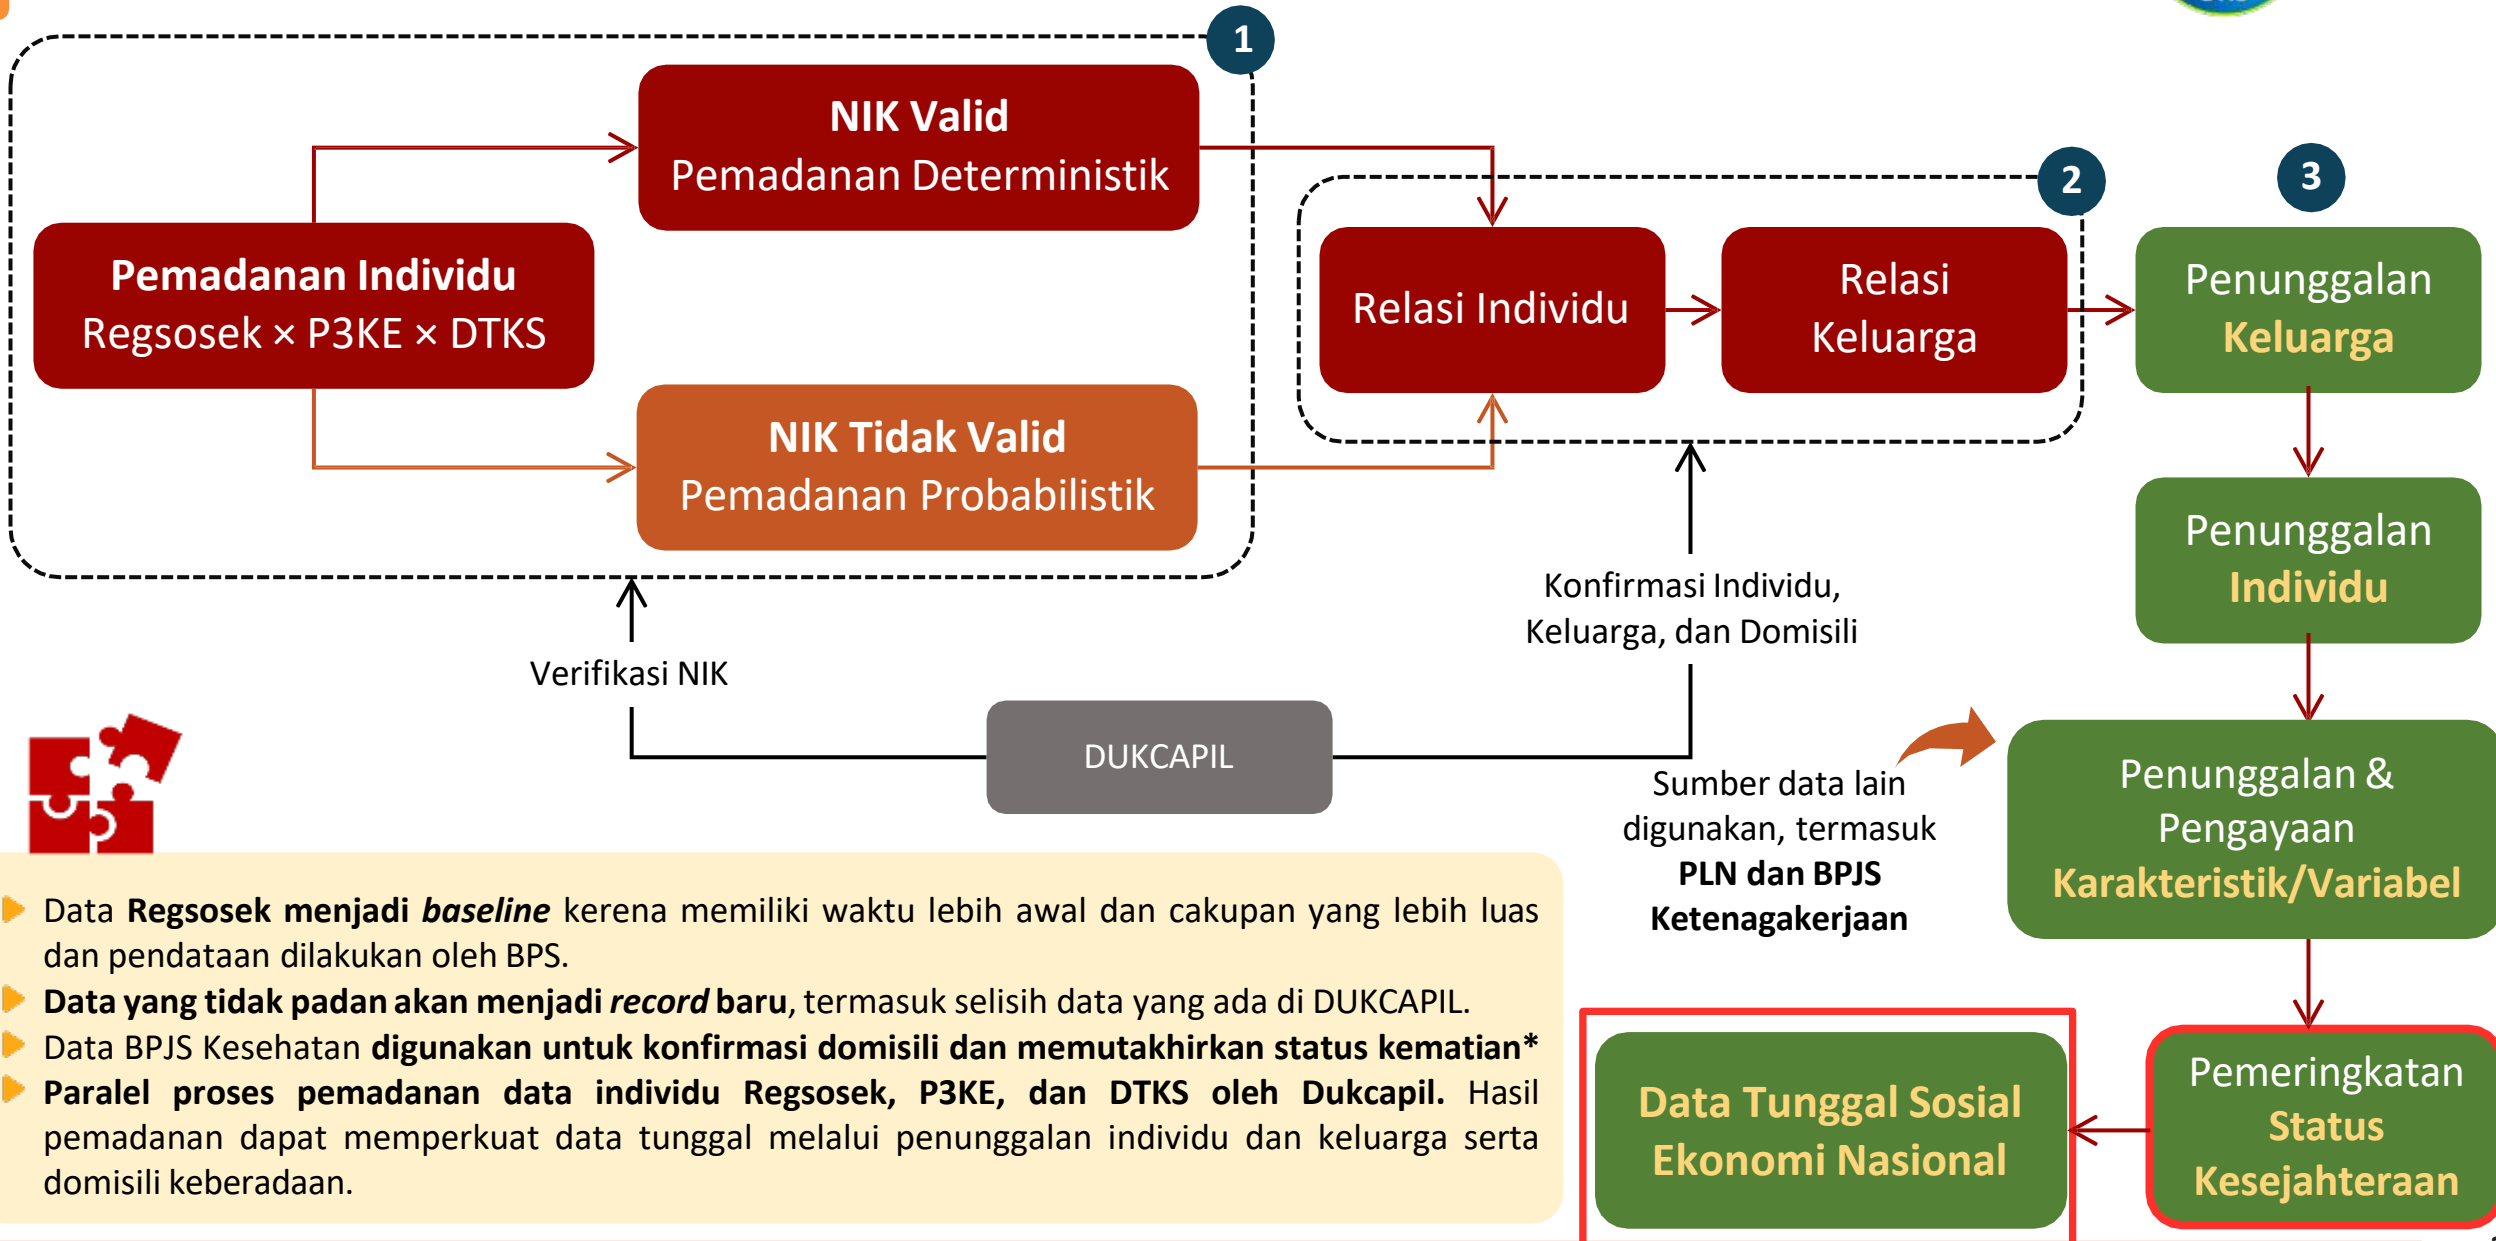 1
NIK Valid
Pemadanan Deterministik
2
3
Pemadanan Individu
Regsosek × P3KE × DTKS
Relasi Individu
Relasi
Keluarga
Penunggalan
Keluarga
NIK Tidak Valid
Pemadanan Probabilistik
Penunggalan
Individu
Konfirmasi Individu,
Keluarga, dan Domisili
Verifikasi NIK
DUKCAPIL
Sumber data lain
digunakan, termasuk
PLN dan BPJS
Ketenagakerjaan
Penunggalan &
Pengayaan
Karakteristik/Variabel
Data Regsosek menjadi baseline kerena memiliki waktu lebih awal dan cakupan yang lebih luas
dan pendataan dilakukan oleh BPS.
Data yang tidak padan akan menjadi record baru, termasuk selisih data yang ada di DUKCAPIL.
Data BPJS Kesehatan digunakan untuk konfirmasi domisili dan memutakhirkan status kematian*
Paralel proses pemadanan data individu Regsosek, P3KE, dan DTKS oleh Dukcapil. Hasil
pemadanan dapat memperkuat data tunggal melalui penunggalan individu dan keluarga serta
domisili keberadaan.
Data Tunggal Sosial
Ekonomi Nasional
Pemeringkatan
Status
Kesejahteraan